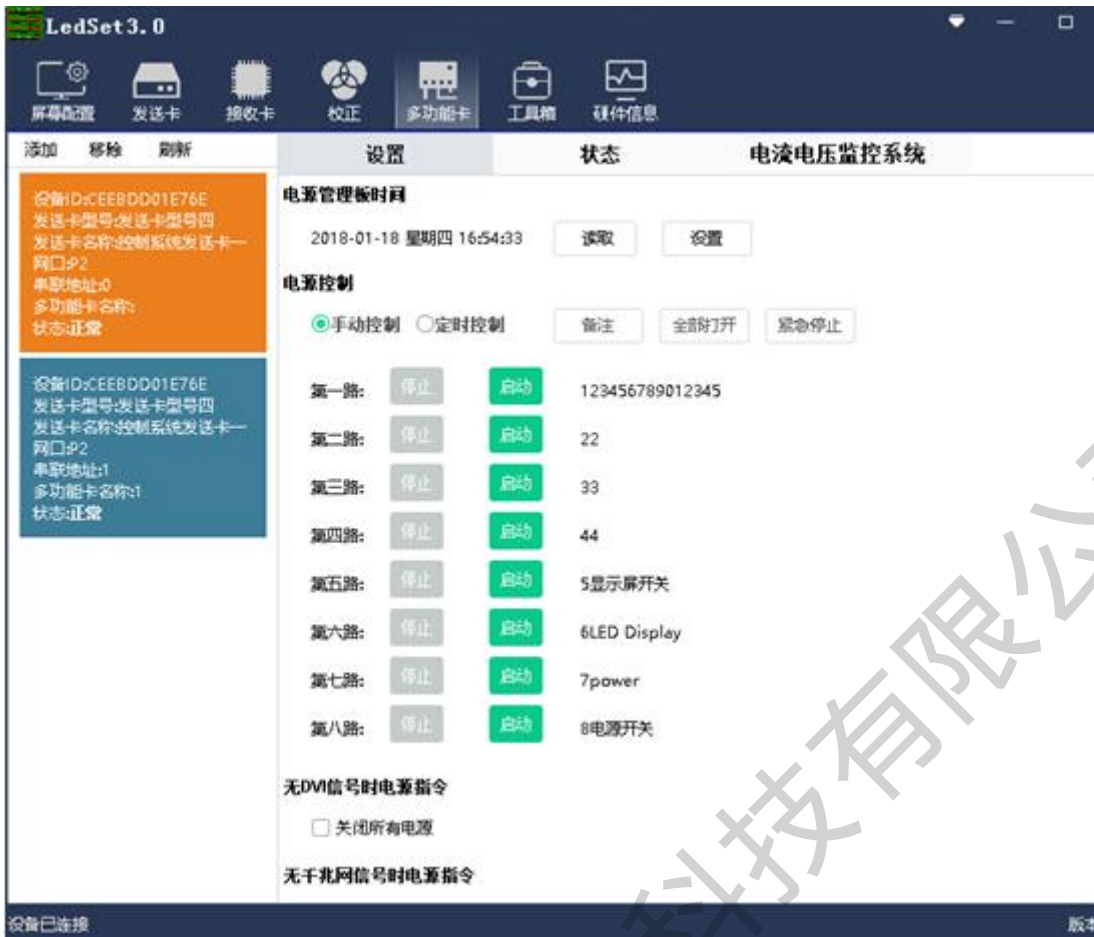 LedSet3.0
屏幕配置 发送卡 接收卡 校正 多功能卡 工具箱 硬件信息
添加 移除 刷新
设置 状态 电流电压监控系统
设备ID:CEEBDD01E76E
发送卡型号:发送卡型号四
发送卡名称:控制系统发送卡一
网口:P2
串联地址:0
多功能卡名称:
状态:正常
设备ID:CEEBDD01E76E
发送卡型号:发送卡型号四
发送卡名称:控制系统发送卡一
网口:P2
串联地址:1
多功能卡名称:1
状态:正常
电源管理板时间
2018-01-18 星期四 16:54:33 读取 设置
电源控制
手动控制 定时控制 备注 全部打开 紧急停止
第一路: 停止 启动 123456789012345
第二路: 停止 启动 22
第三路: 停止 启动 33
第四路: 停止 启动 44
第五路: 停止 启动 5显示屏开关
第六路: 停止 启动 6LED Display
第七路: 停止 启动 7power
第八路: 停止 启动 8电源开关
无DVI信号时电源指令
关闭所有电源
无千兆网信号时电源指令
设备已连接 版本
科技有限公